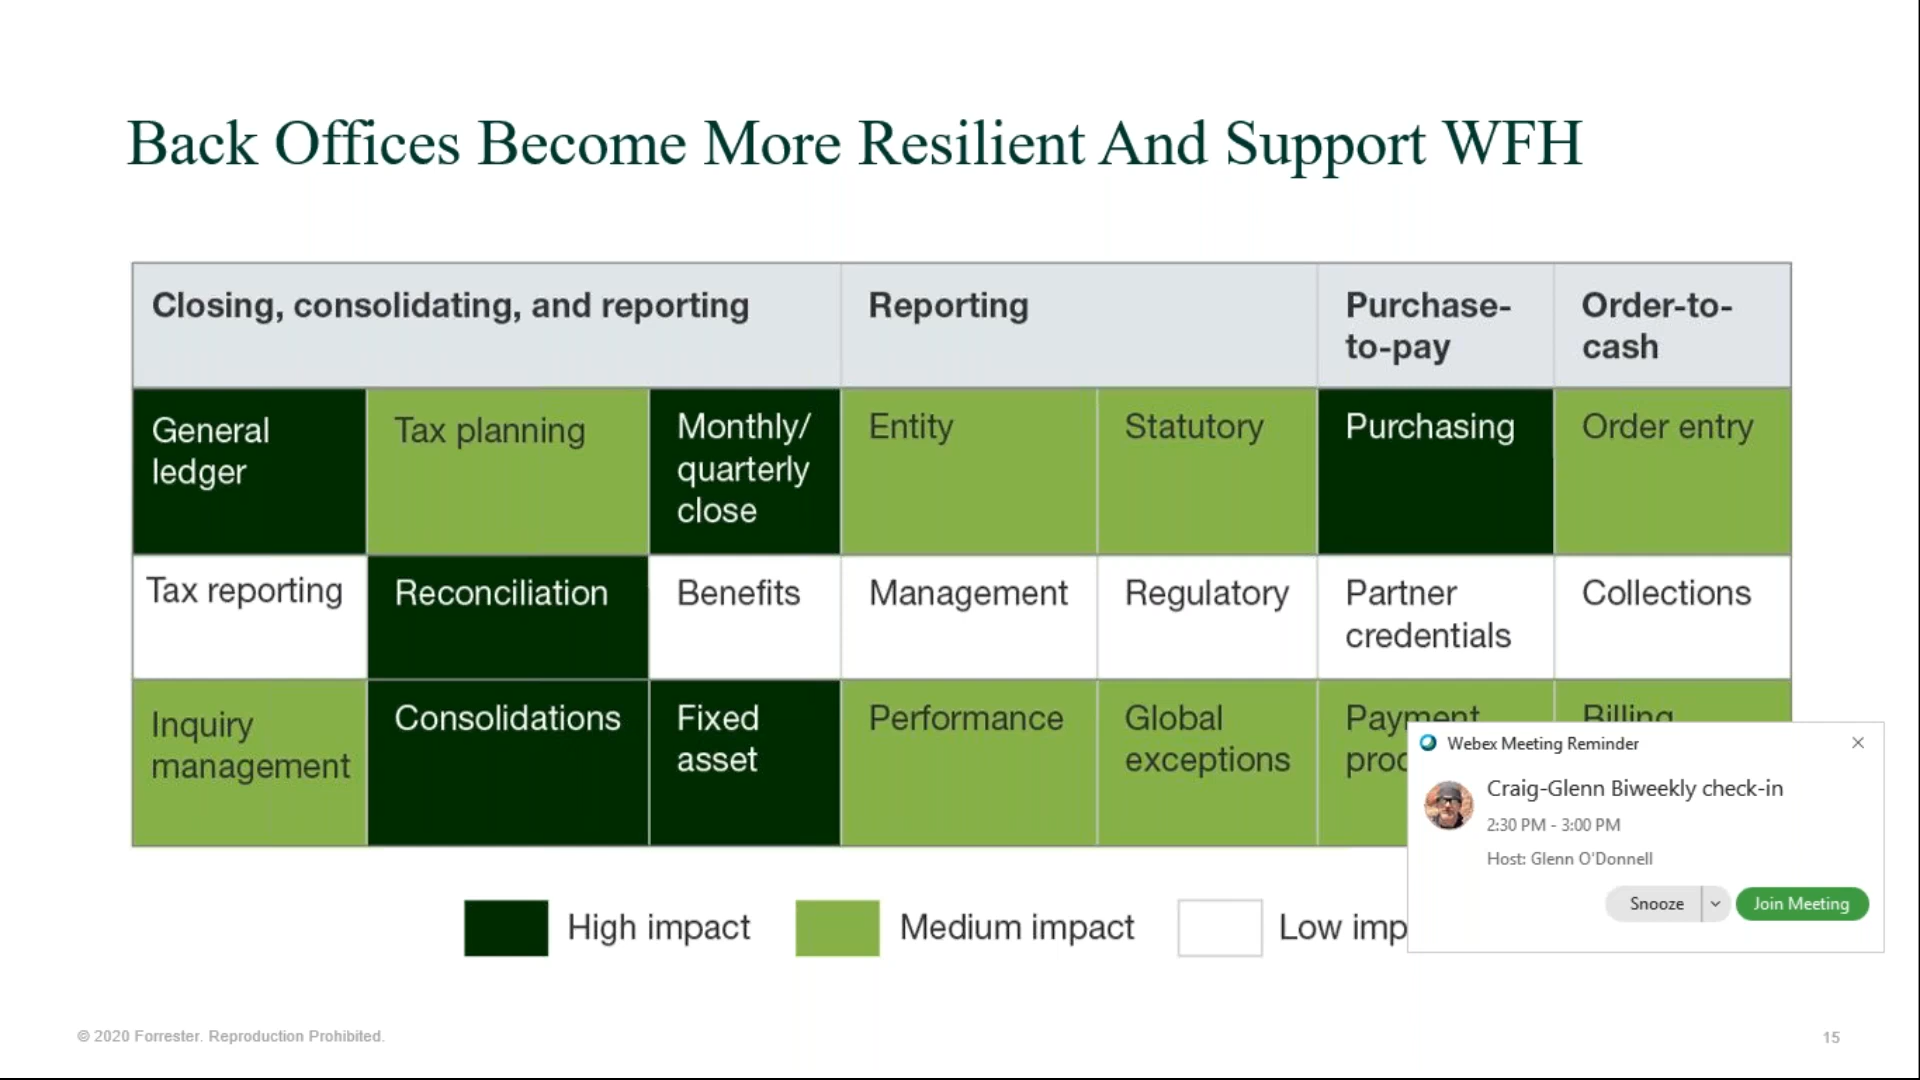 Back Offices Become More Resilient And Support WFH
Closing, consolidating, and reporting
Reporting
Purchase-
to-pay
Order-to-
cash
General
ledger
Tax planning
Monthly/
quarterly
close
Entity
Statutory
Purchasing
Order entry
Tax reporting
Reconciliation
Benefits
Management
Regulatory
Partner
credentials
Collections
Inquiry
management
Consolidations
Fixed
asset
Performance
Global
exceptions
Payment
Billing
Webex Meeting Reminder
Craig-Glenn Biweekly check-in
2:30 PM - 3:00 PM
Host: Glenn O'Donnell
Snooze
Join Meeting
High impact
Medium impact
Low
© 2020 Forrester. Reproduction Prohibited.
15